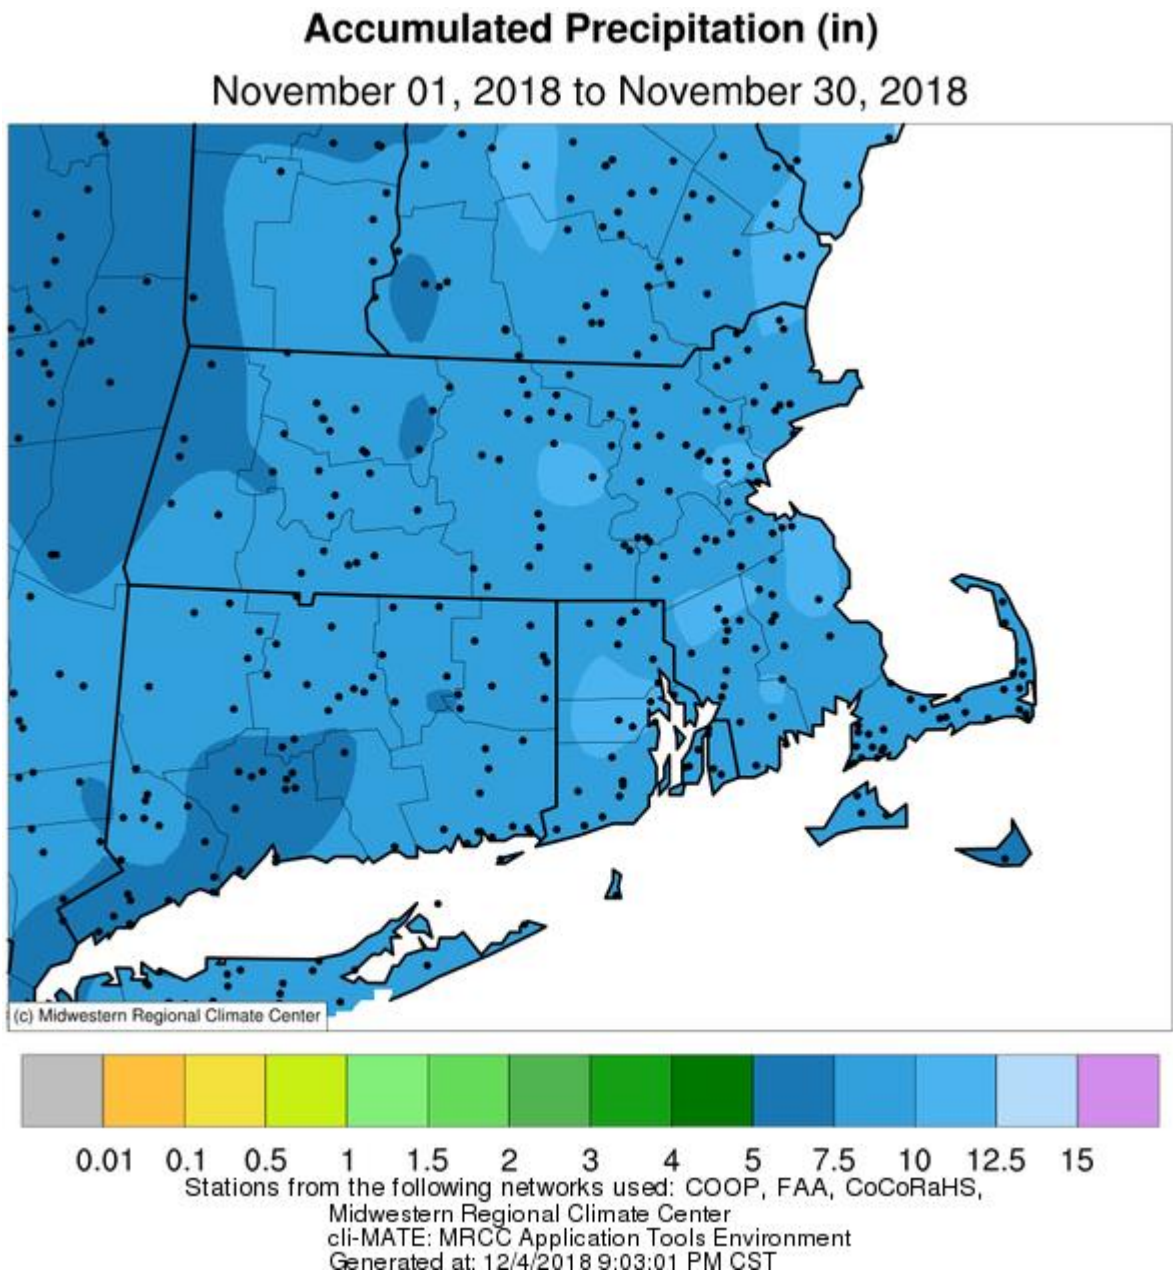 Accumulated Precipitation (in)
November 01, 2018 to November 30, 2018
(c) Midwestern Regional Climate Center
0.01 0.1 0.5 1 1.5 2 3 4 5 7.5 10 12.5 15
Stations from the following networks used: COOP, FAA, CoCoRaHS,
Midwestern Regional Climate Center
cli-MATE: MRCC Application Tools Environment
Generated at: 12/4/2018 9:03:01 PM CST